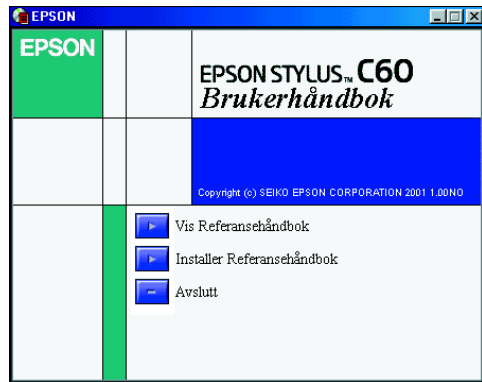 EPSON
EPSON
EPSON STYLUS™ C60
Brukerhåndbok
Copyright (c) SEIKO EPSON CORPORATION 2001 1.00NO
Vis Referansehåndbok
Installer Referansehåndbok
Avslutt